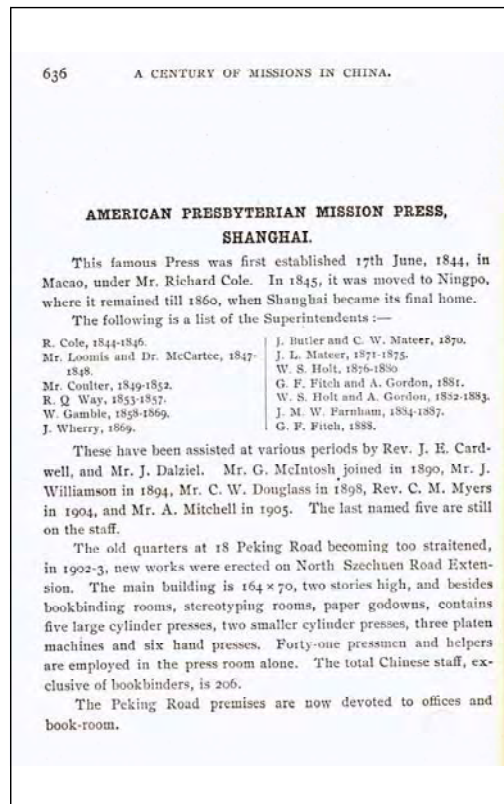 636 A CENTURY OF MISSIONS IN CHINA.
AMERICAN PRESBYTERIAN MISSION PRESS,
SHANGHAI.
This famous Press was first established 17th June, 1844, in
Macao, under Mr. Richard Cole. In 1845, it was moved to Ningpo,
where it remained till 1860, when Shanghai became its final home.
The following is a list of the Superintendents :—
R. Cole, 1844-1846.
Mr. Loomis and Dr. McCartee, 1847-
1848.
Mr. Coulter, 1849-1852.
R. Q Way, 1853-1857.
W. Gamble, 1858-1869.
J. Wherry, 1869.
J. Butler and C. W. Mateer, 1870.
J. L. Mateer, 1871-1875.
W. S. Holt, 1876-1880
G. F. Fitch and A. Gordon, 1881.
W. S. Holt and A. Gordon, 1882-1883.
J. M. W. Farnham, 1884-1887.
G. F. Fitch, 1888.
These have been assisted at various periods by Rev. J. E. Card-
well, and Mr. J. Dalziel. Mr. G. McIntosh joined in 1890, Mr. J.
Williamson in 1894, Mr. C. W. Douglass in 1898, Rev. C. M. Myers
in 1904, and Mr. A. Mitchell in 1905. The last named five are still
on the staff.
The old quarters at 18 Peking Road becoming too straitened,
in 1902-3, new works were erected on North Szechuen Road Exten-
sion. The main building is 164 × 70, two stories high, and besides
bookbinding rooms, stereotyping rooms, paper godowns, contains
five large cylinder presses, two smaller cylinder presses, three platen
machines and six hand presses. Forty-one pressmen and helpers
are employed in the press room alone. The total Chinese staff, ex-
clusive of bookbinders, is 206.
The Peking Road premises are now devoted to offices and
book-room.